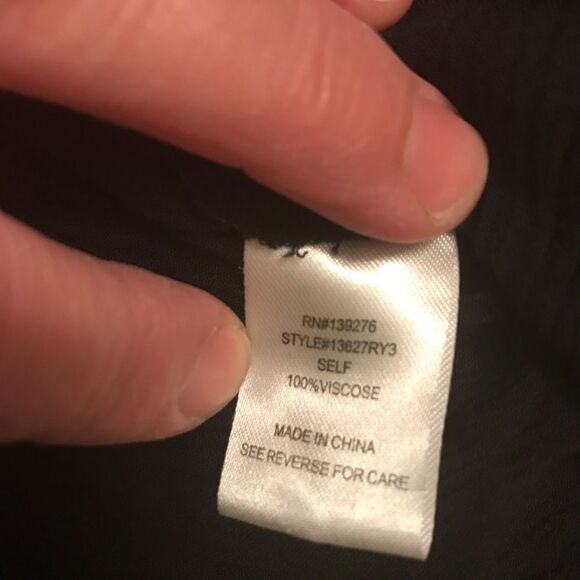 RN#139276
STYLE#13627RY3
SELF
100%VISCOSE
MADE IN CHINA
SEE REVERSE FOR CARE